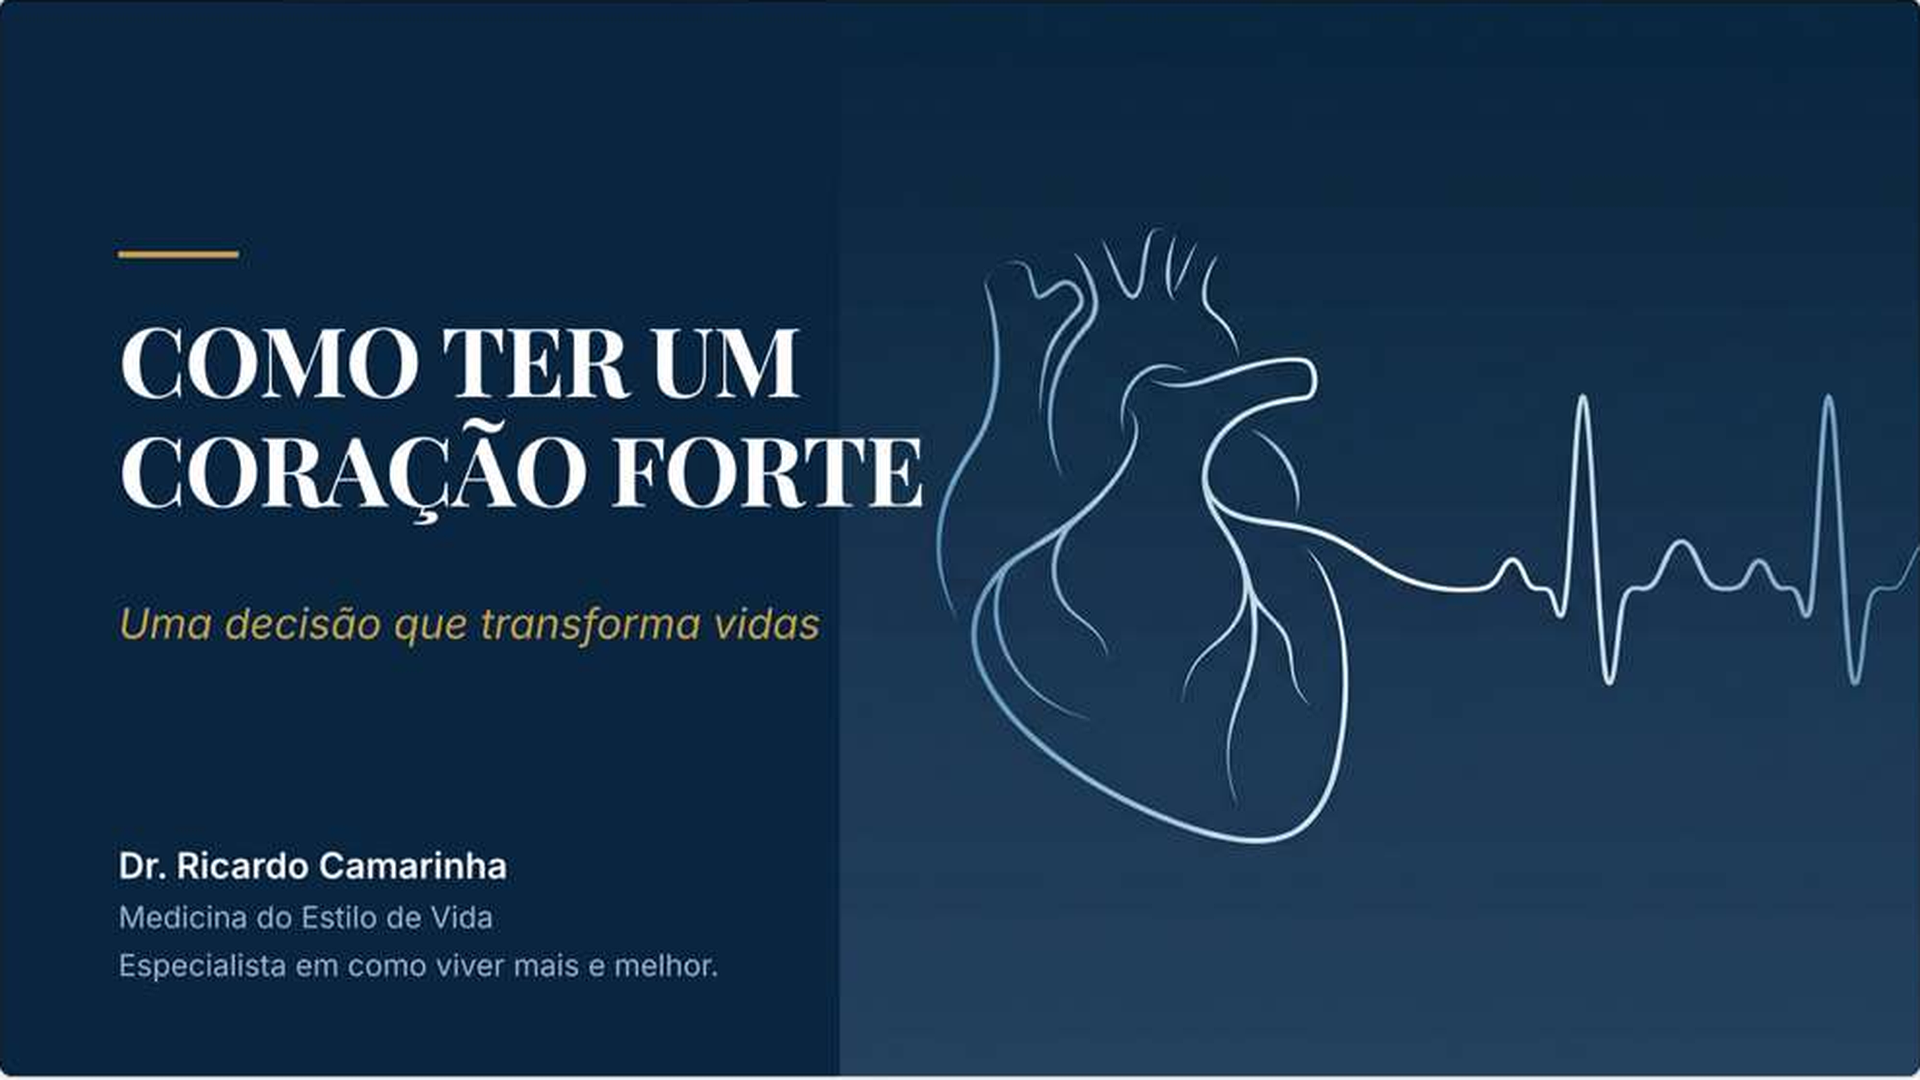 COMO TER UM
CORAÇÃO FORTE
Uma decisão que transforma vidas
Dr. Ricardo Camarinha
Medicina do Estilo de Vida
Especialista em como viver mais e melhor.